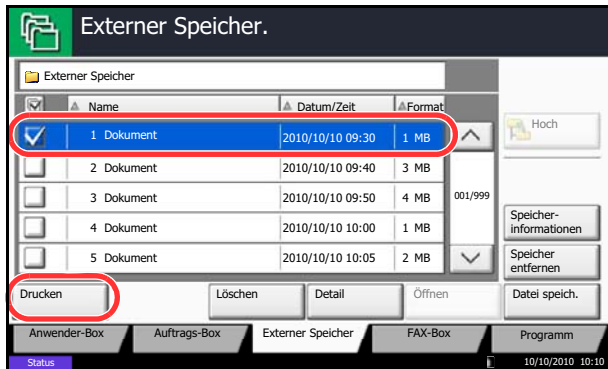 Externer Speicher.
Externer Speicher
Name Datum/Zeit Format
1 Dokument 2010/10/10 09:30 1 MB
Hoch
2 Dokument 2010/10/10 09:40 3 MB
3 Dokument 2010/10/10 09:50 4 MB
001/999
4 Dokument 2010/10/10 10:00 1 MB
Speicher-
informationen
5 Dokument 2010/10/10 10:05 2 MB
Speicher
entfernen
Drucken Löschen Detail Öffnen Datei speich.
Anwender-Box Auftrags-Box Externer Speicher FAX-Box Programm
Status 10/10/2010 10:10